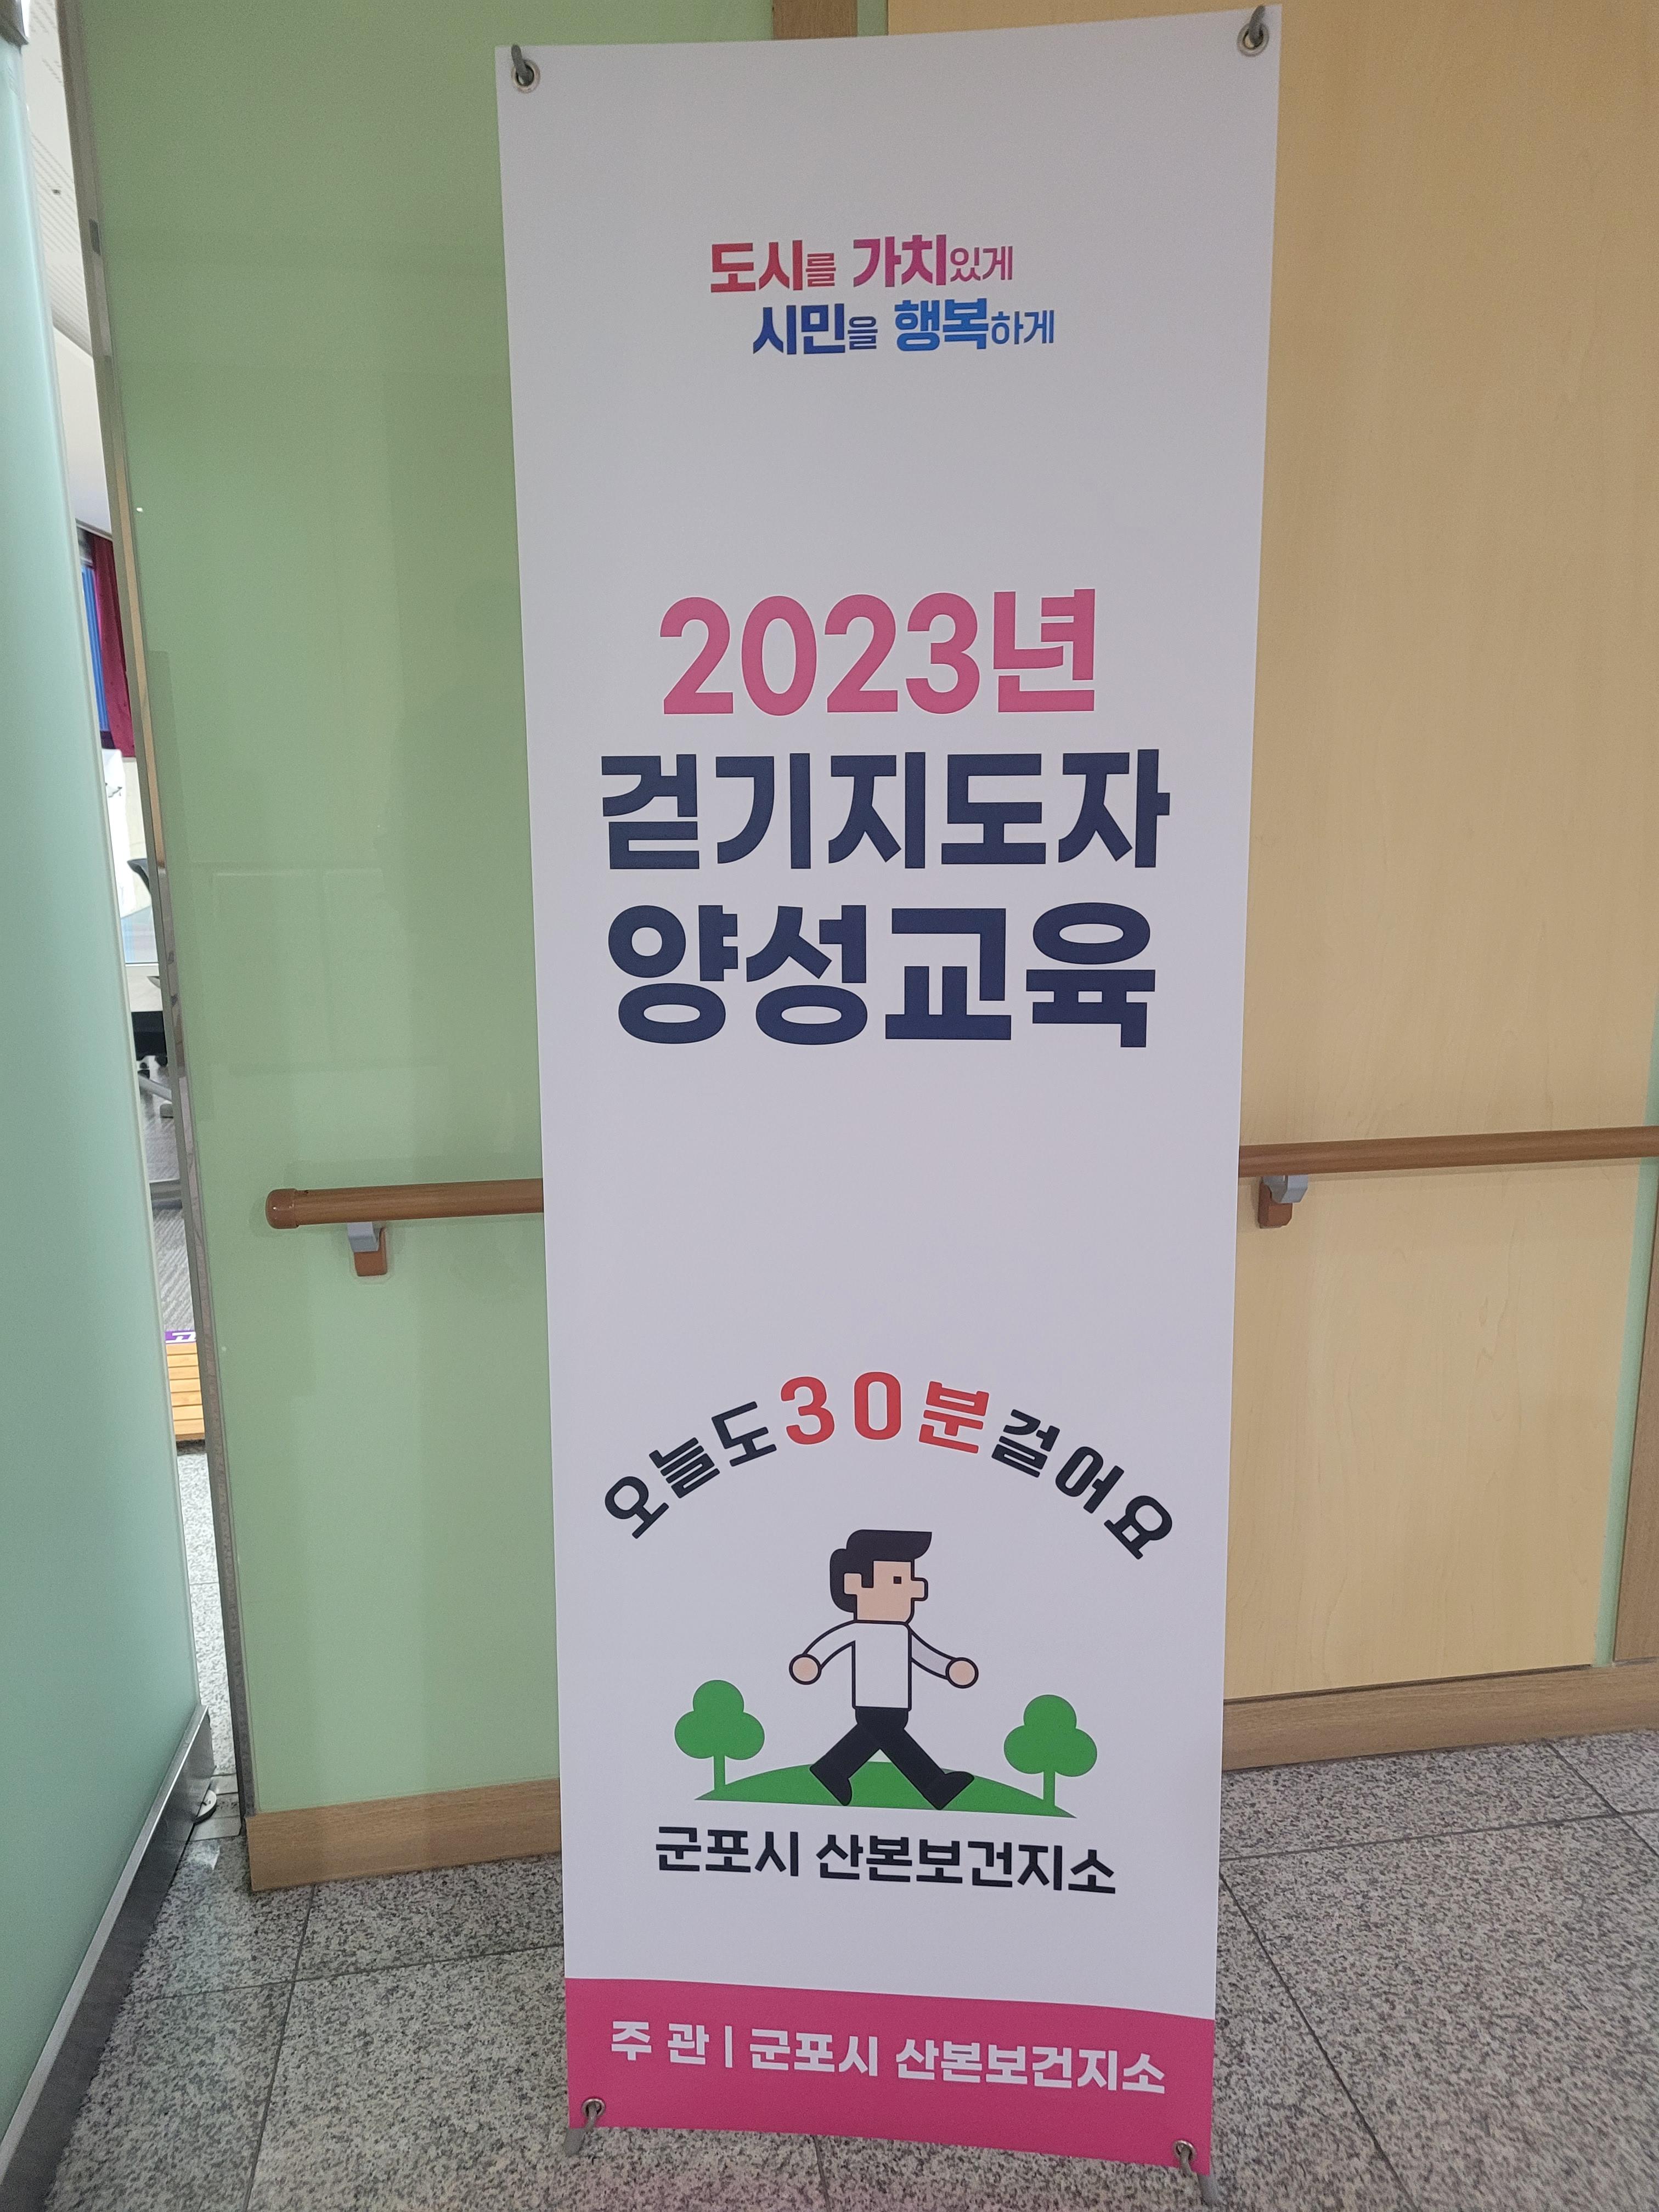 도시를 가치있게
시민을 행복하게
2023년
걷기지도자
양성교육
오늘도30분걸어요
군포시 산본보건지소
주 관 | 군포시 산본보건지소